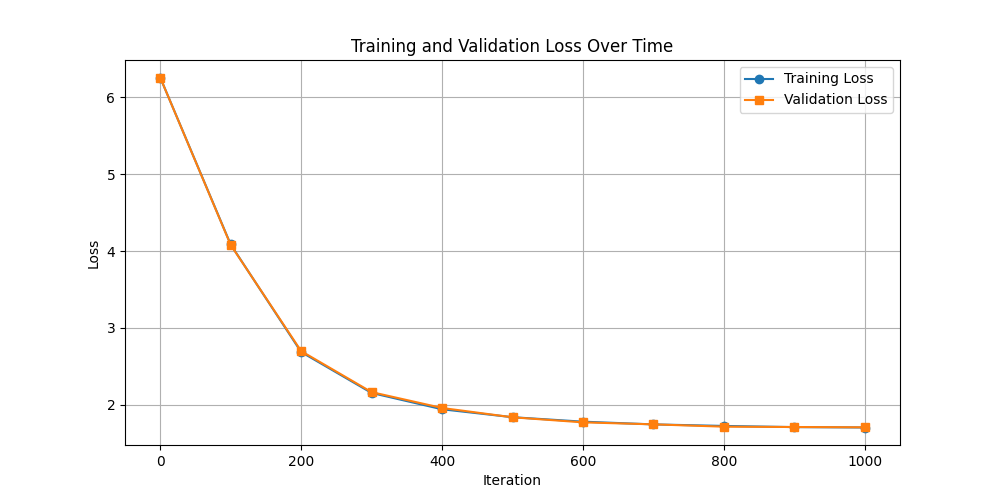 Training and Validation Loss Over Time
Training Loss
Validation Loss
6
5
4
3
2
Loss
0
200
400
600
800
1000
Iteration